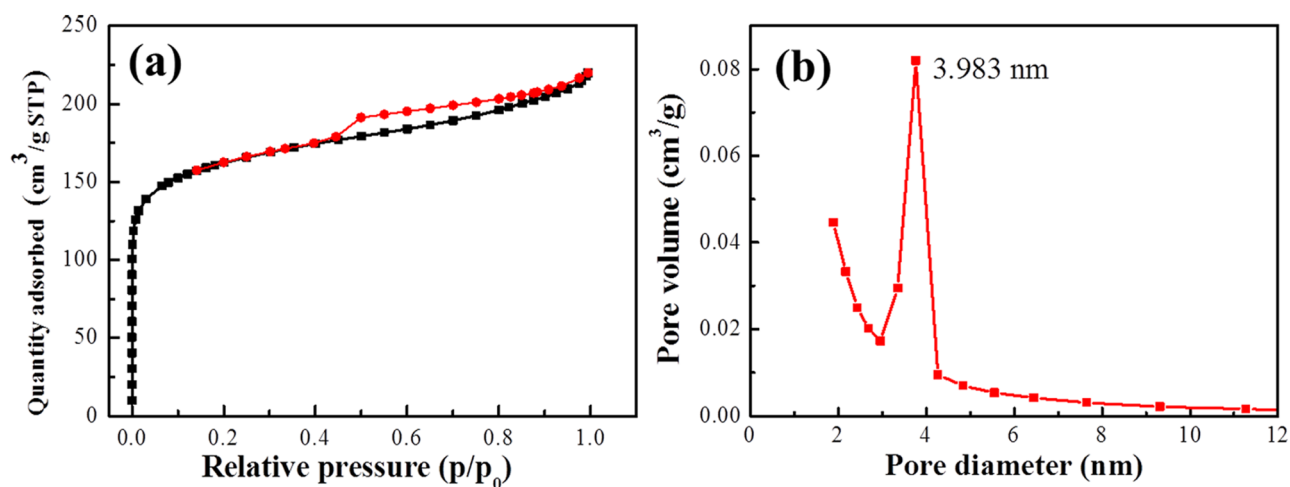 (a)
Quantity adsorbed (cm³/g STP)
250
200
150
100
50
0
0.0 0.2 0.4 0.6 0.8 1.0
Relative pressure (p/p₀)
(b)
3.983 nm
Pore volume (cm³/g)
0.08
0.06
0.04
0.02
0.00
0 2 4 6 8 10 12
Pore diameter (nm)